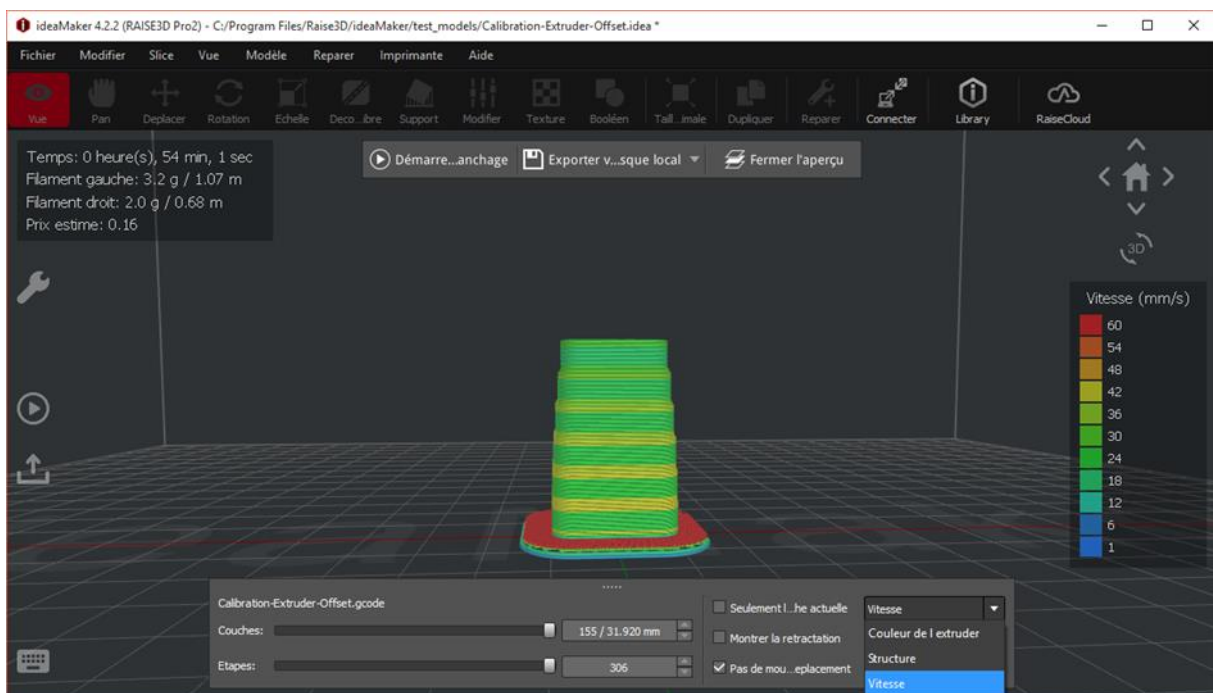 ideaMaker 4.2.2 (RAISE3D Pro2) - C:/Program Files/Raise3D/ideaMaker/test_models/Calibration-Extruder-Offset.idea *
Fichier Modifier Slice Vue Modèle Reparer Imprimante Aide
Vue Pan Deplacer Rotation Echelle Deco...ibre Support Modifier Texture Booléen Taill...imale Dupliquer Reparer Connecter Library RaiseCloud
Temps: 0 heure(s), 54 min, 1 sec
Filament gauche: 3.2 g / 1.07 m
Filament droit: 2.0 g / 0.68 m
Prix estime: 0.16
Démarre...anchage Exporter v...sque local Fermer l'aperçu
3D
Vitesse (mm/s)
60
54
48
42
36
30
24
18
12
6
1
Calibration-Extruder-Offset.gcode
Couches: 155 / 31.920 mm
Etapes: 306
Seulement l...he actuelle
Montrer la retractation
Pas de mou...eplacement
Vitesse
Couleur de l extruder
Structure
Vitesse